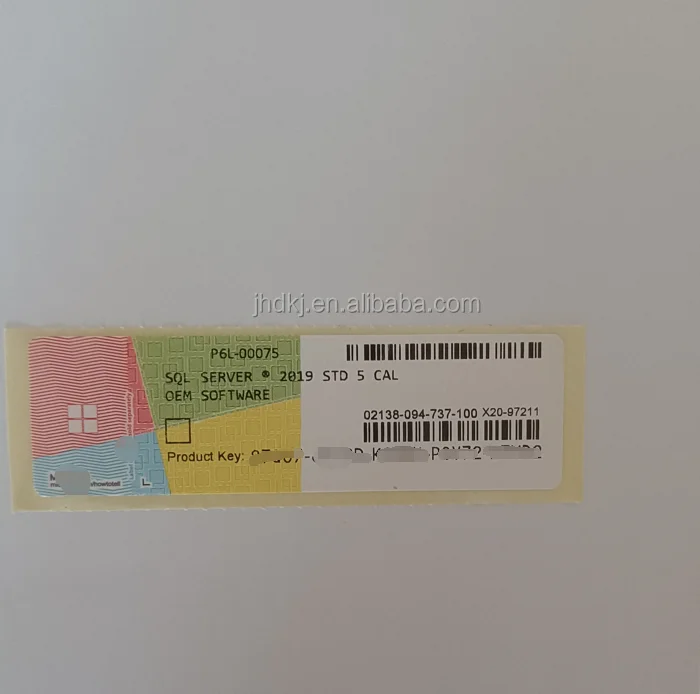 jhdkj.en.alibaba.com
P6L-00075
SQL SERVER ® 2019 STD 5 CAL
OEM SOFTWARE
02138-094-737-100 X20-97211
Product Key:
/howtotell